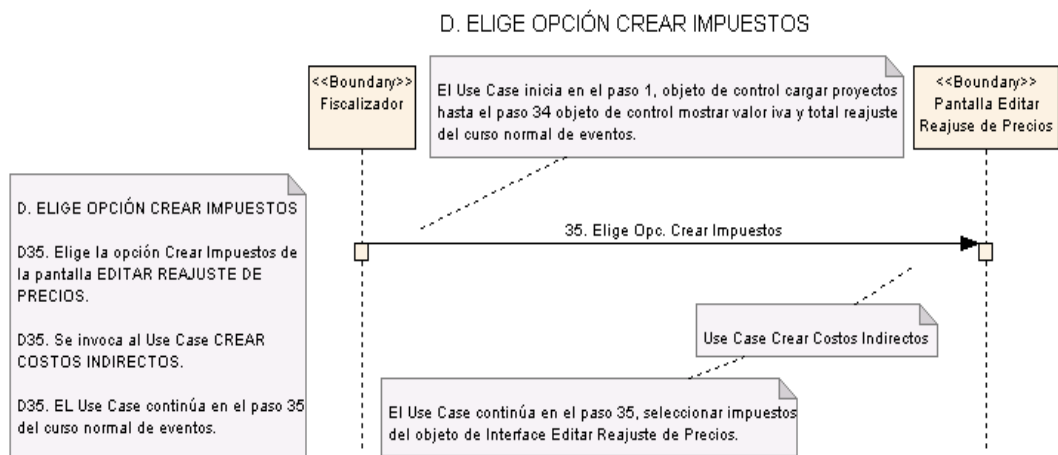 D. ELIGE OPCIÓN CREAR IMPUESTOS
<<Boundary>>
Fiscalizador
El Use Case inicia en el paso 1, objeto de control cargar proyectos
hasta el paso 34 objeto de control mostrar valor iva y total reajuste
del curso normal de eventos.
<<Boundary>>
Pantalla Editar
Reajuse de Precios
D. ELIGE OPCIÓN CREAR IMPUESTOS
D35. Elige la opción Crear Impuestos de
la pantalla EDITAR REAJUSTE DE
PRECIOS.
D35. Se invoca al Use Case CREAR
COSTOS INDIRECTOS.
D35. EL Use Case continúa en el paso 35
del curso normal de eventos.
35. Elige Opc. Crear Impuestos
Use Case Crear Costos Indirectos
El Use Case continúa en el paso 35, seleccionar impuestos
del objeto de Interface Editar Reajuste de Precios.